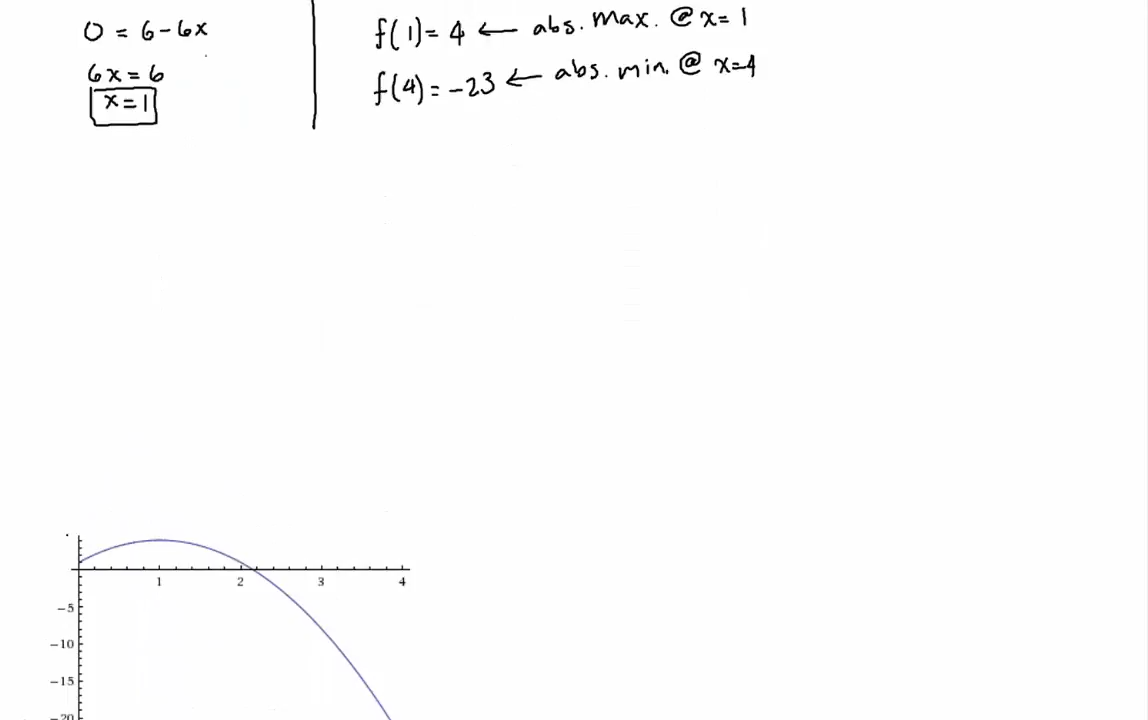 0 = 6-6x
6x = 6
x=1
f(1)=4 ← abs. max. @ x=1
f(4)=-23 ← abs. min. @ x=4
1 2 3 4
-5
-10
-15
-20